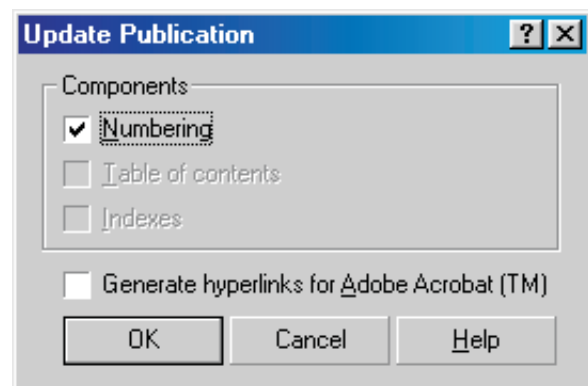 Update Publication
Components
Numbering
Table of contents
Indexes
Generate hyperlinks for Adobe Acrobat (TM)
OK Cancel Help